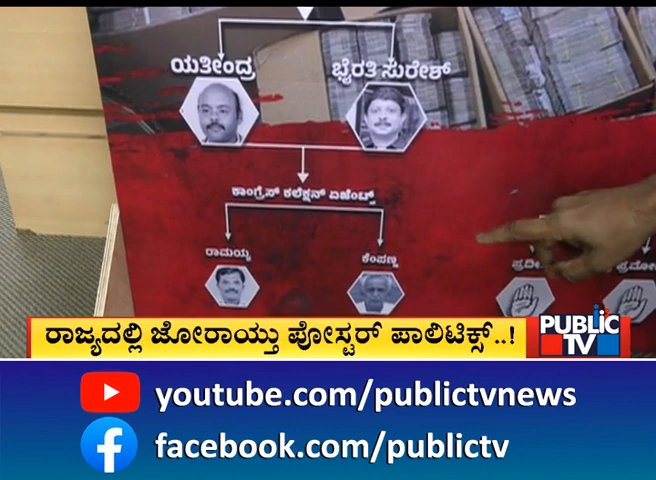 ಯತೀಂದ್ರ
ಭೈರತಿ ಸುರೇಶ್
ಕಾಂಗ್ರೆಸ್ ಕಲೆಕ್ಷನ್ ಏಜೆಂಟ್ಸ್
ರಾಮಯ್ಯ
ಕೆಂಪಣ್ಣ
ರಾಜ್ಯದಲ್ಲಿ ಜೋರಾಯ್ತು ಪೋಸ್ಟರ್ ಪಾಲಿಟಿಕ್ಸ್..!
PUBLIC
TV
youtube.com/publictvnews
facebook.com/publictv